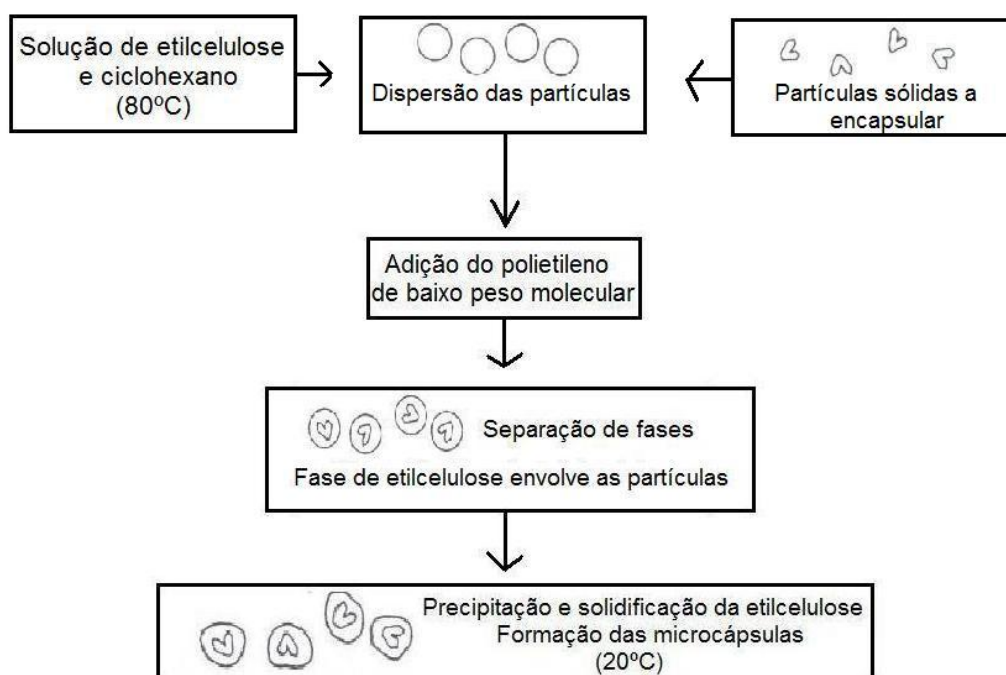 Solução de etilcelulose
e ciclohexano
(80ºC)
Dispersão das partículas
Partículas sólidas a
encapsular
Adição do polietileno
de baixo peso molecular
Separação de fases
Fase de etilcelulose envolve as partículas
Precipitação e solidificação da etilcelulose
Formação das microcápsulas
(20ºC)